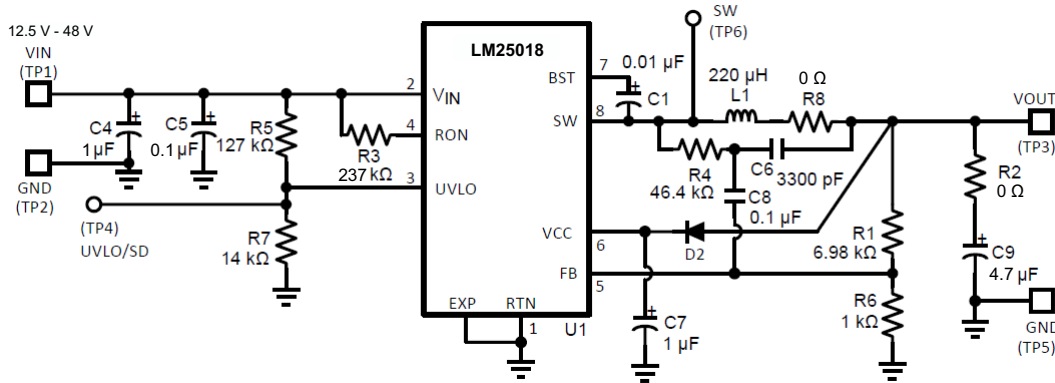 12.5 V - 48 V
VIN
(TP1)
GND
(TP2)
C4
1 µF
C5
0.1 µF
R5
127 kΩ
R3
237 kΩ
(TP4)
UVLO/SD
R7
14 kΩ
LM25018
2
VIN
4
RON
3
UVLO
BST
7
SW
8
VCC
6
FB
5
EXP
RTN
1
U1
0.01 µF
C1
SW
(TP6)
220 µH
L1
0 Ω
R8
R4
46.4 kΩ
C6
3300 pF
C8
0.1 µF
D2
C7
1 µF
R1
6.98 kΩ
R6
1 kΩ
VOUT
(TP3)
R2
0 Ω
C9
4.7 µF
GND
(TP5)
+
+
+
+
+